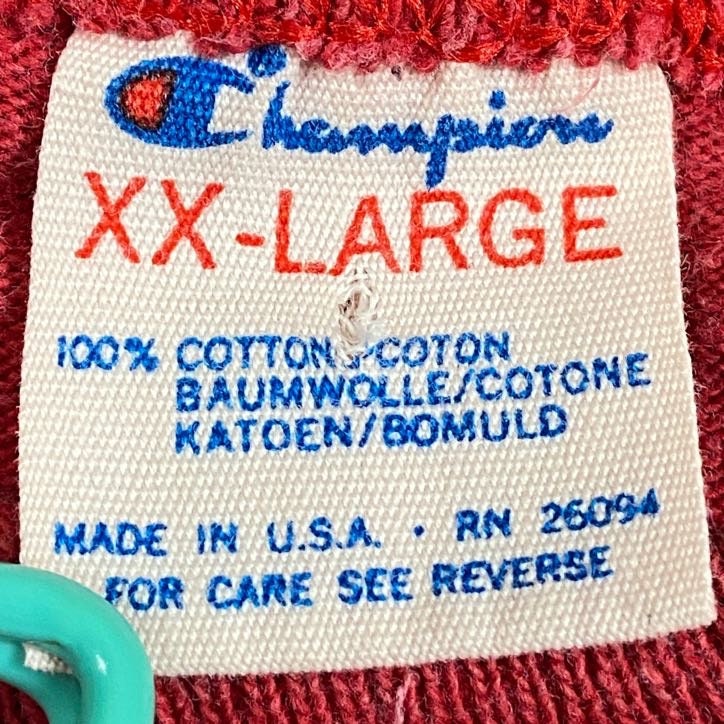 Champion
XX-LARGE
100% COTTON/COTON
BAUMWOLLE/COTONE
KATOEN/BOMULD
MADE IN U.S.A. · RN 26094
FOR CARE SEE REVERSE